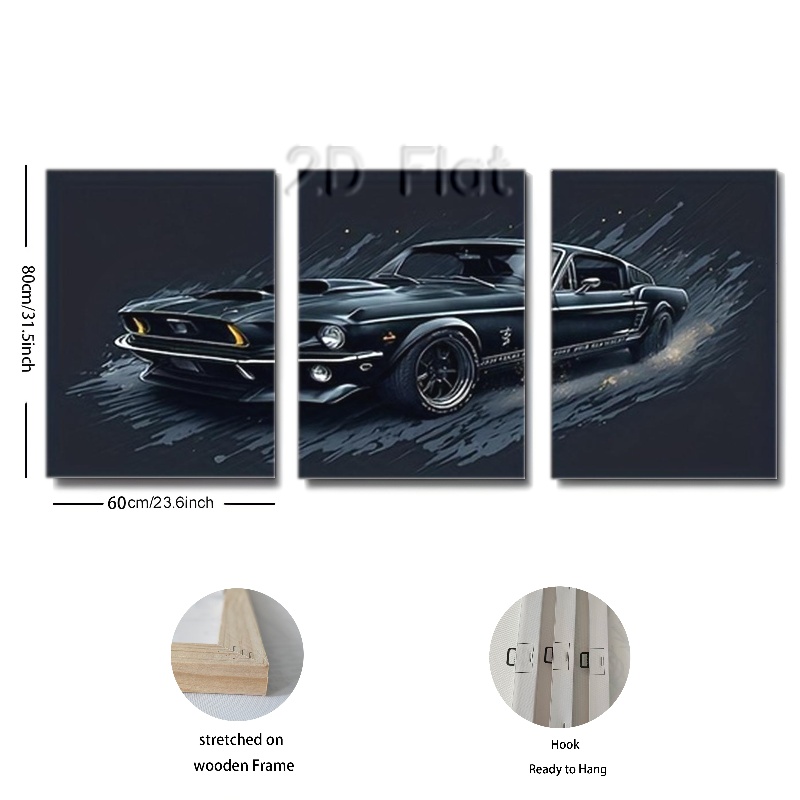 2D Flat
80cm/31.5inch
60cm/23.6inch
stretched on
wooden Frame
Hook
Ready to Hang